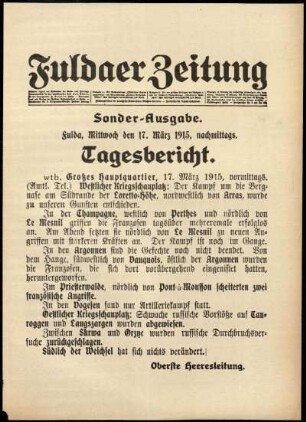 Fuldaer Zeitung
Sonder-Ausgabe.
Fulda, Mittwoch den 17. März 1915, nachmittags.
Tagesbericht.
wtb. Großes Hauptquartier, 17. März 1915, vormittags.
(Amtl. Tel.) Westlicher Kriegsschauplatz: Der Kampf um die Berg-
nase am Südrande der Loretto-Höhe, nordwestlich von Arras, wurde
zu unseren Gunsten entschieden.
In der Champagne, westlich von Perthes und nördlich von
Le Mesnil griffen die Franzosen tagsüber mehreremale erfolglos
an. Am Abend setzten sie nördlich von Le Mesnil zu neuen An-
griffen mit stärkeren Kräften an. Der Kampf ist noch im Gange.
In den Argonnen sind die Gefechte noch nicht beendet. Von
dem Hange, südwestlich von Vauquois, östlich der Argonnen wurden
die Franzosen, die sich dort vorübergehend eingenistet hatten,
heruntergeworfen.
Im Priesterwalde, nördlich von Pont-à-Mousson scheiterten zwei
französische Angriffe.
In den Vogesen fand nur Artilleriekampf statt.
Oestlicher Kriegsschauplatz: Schwache russische Vorstöße auf Tau-
roggen und Laugszargen wurden abgewiesen.
Zwischen Skrwa und Orzyc wurden russische Durchbruchsver-
suche zurückgeschlagen.
Südlich der Weichsel hat sich nichts verändert.
Oberste Heeresleitung.